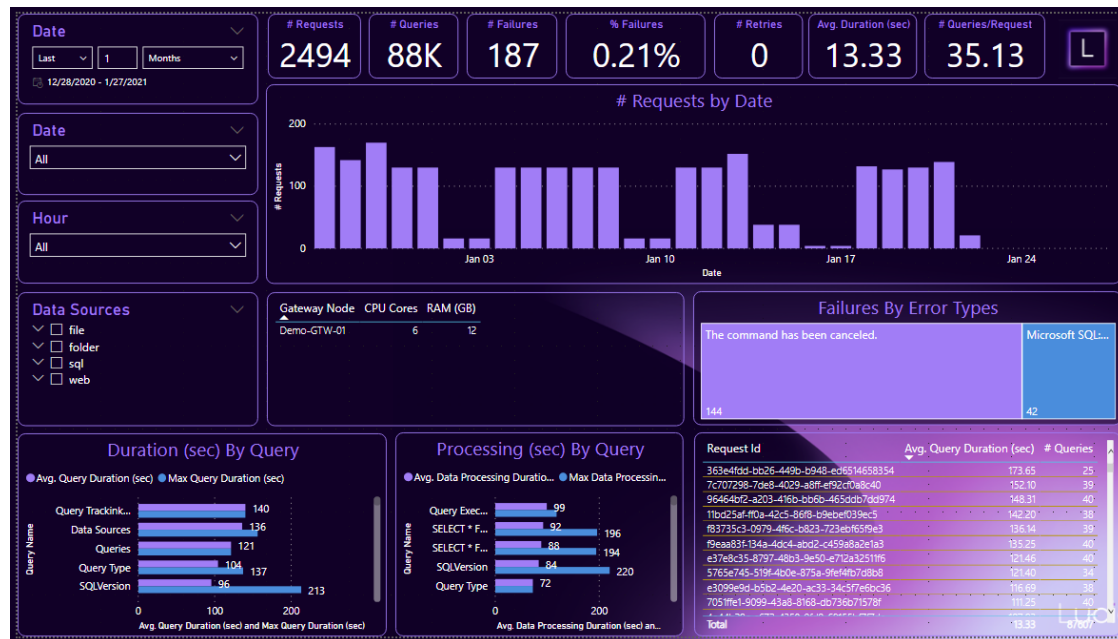 Date
Last 1 Months
12/28/2020 - 1/27/2021
Date
All
Hour
All
Data Sources
file
folder
sql
web
# Requests
2494
# Queries
88K
# Failures
187
% Failures
0.21%
# Retries
0
Avg. Duration (sec)
13.33
# Queries/Request
35.13
L
# Requests by Date
# Requests
200
100
0
Jan 03 Jan 10 Jan 17 Jan 24
Date
Gateway Node CPU Cores RAM (GB)
Demo-GTW-01 6 12
Failures By Error Types
The command has been canceled.
144
Microsoft SQL:...
42
Duration (sec) By Query
Avg. Query Duration (sec) Max Query Duration (sec)
Query Name
Query Trackink... 140
Data Sources 136
Queries 121
Query Type 104 137
SQLVersion 96 213
0 100 200
Avg. Query Duration (sec) and Max Query Duration (sec)
Processing (sec) By Query
Avg. Data Processing Duratio... Max Data Processin...
Query Name
Query Exec... 99
SELECT * F... 92 196
SELECT * F... 88 194
SQLVersion 84 220
Query Type 72
0 200
Avg. Data Processing Duration (sec) an...
Request Id Avg. Query Duration (sec) # Queries
363e4fdd-bb26-449b-b948-ed6514658354 173.65 25
7c707298-7de8-4029-a8ff-ef92cf0a8c40 152.10 39
96464bf2-a203-416b-bb6b-465ddb7dd974 148.31 40
11bd25af-ff0a-42c5-86f8-b9ebef039ec5 142.20 38
f83735c3-0979-4f6c-b823-723ebf65f9e3 136.14 39
f9eaa83f-134a-4dc4-abd2-c459a8a2e1a3 135.25 40
e37e8c35-8797-48b3-9e50-e712a32511f6 121.46 40
5765e745-519f-4b0e-875a-9fef4fb7d8b8 121.40 34
e3099e9d-b5b2-4e20-ac33-34c5f7e6bc36 116.69 38
7051ffe1-9099-43a8-8168-db736b71578f 111.25 40
Total 13.33 87607